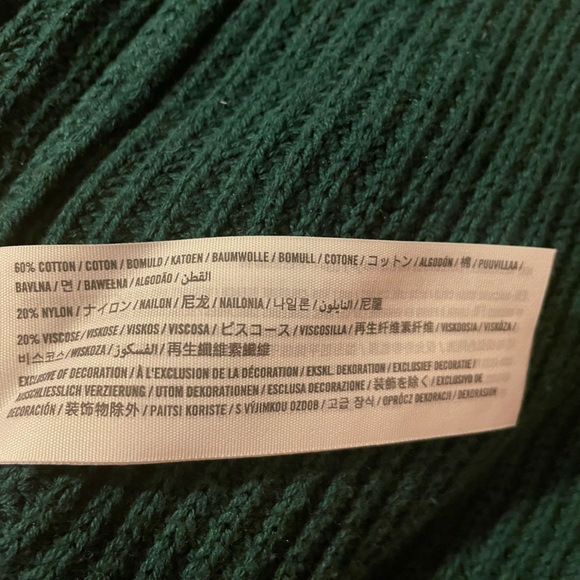 60% COTTON / COTON / BOMULD / KATOEN / BAUMWOLLE / BOMULL / COTONE / コットン / ALGODÓN / 棉 / PUUVILLAA /
BAVLNA / 면 / BAWEŁNA / ALGODÃO / القطن
20% NYLON / ナイロン / NAILON / 尼龙 / NAILONIA / 나일론 / النايلون / 尼龍
20% VISCOSE / VISKOSE / VISKOS / VISCOSA / ビスコース / VISCOSILLA / 再生纤维素纤维 / VISKOOSIA / VISKÓZA /
비스코스 / WISKOZA / الفسكوز / 再生纖維素纖維
EXCLUSIVE OF DECORATION / À L'EXCLUSION DE LA DÉCORATION / EKSKL. DEKORATION / EXCLUSIEF DECORATIE /
AUSSCHLIESSLICH VERZIERUNG / UTOM DEKORATIONEN / ESCLUSA DECORAZIONE / 装飾を除く / EXCLUSIVO DE
DECORACIÓN / 装饰物除外 / PAITSI KORISTE / S VÝJIMKOU OZDOB / 고급 장식 / OPRÓCZ DEKORACJI / DEKORASION